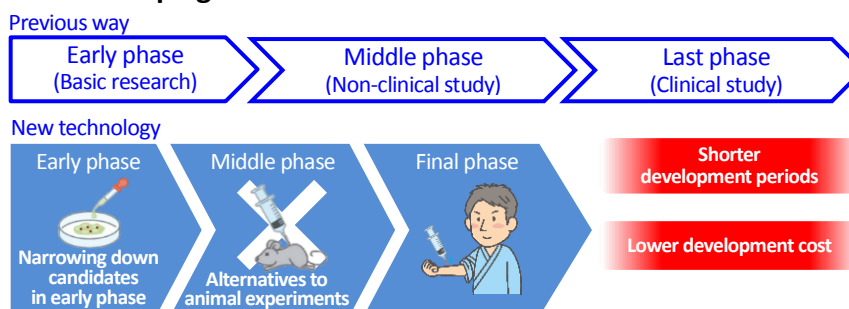 Previous way
Early phase
(Basic research)
Middle phase
(Non-clinical study)
Last phase
(Clinical study)
New technology
Early phase
Narrowing down
candidates
in early phase
Middle phase
Alternatives to
animal experiments
Final phase
Shorter
development periods
Lower development cost